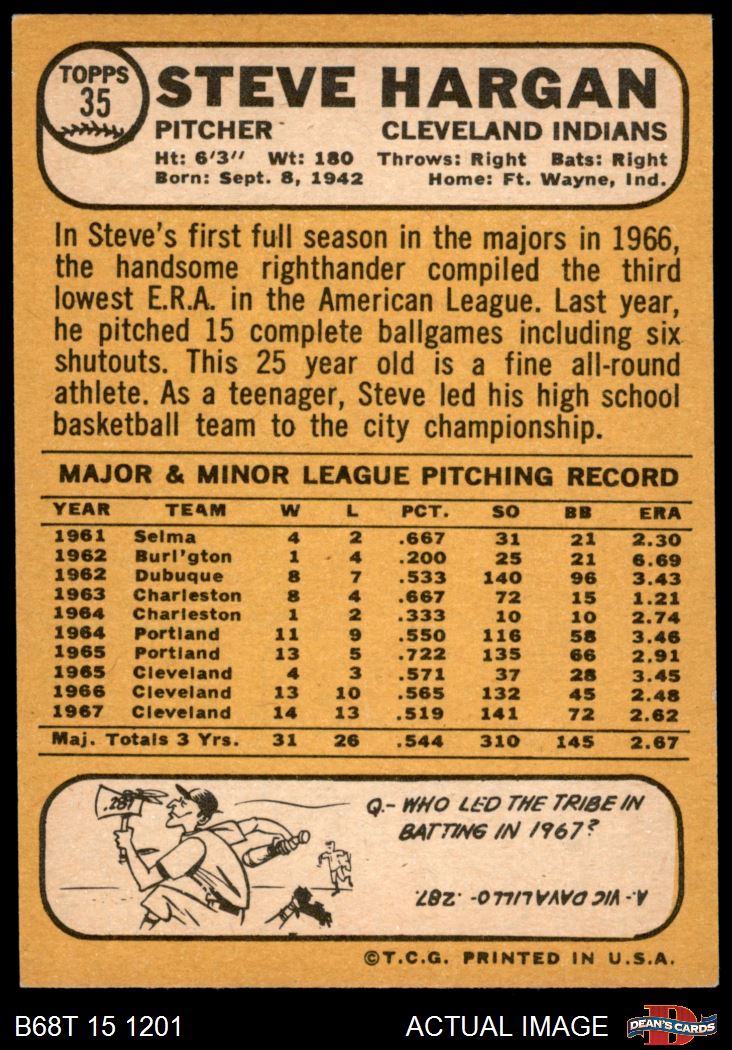 TOPPS
35
STEVE HARGAN
PITCHER CLEVELAND INDIANS
Ht: 6'3" Wt: 180 Throws: Right Bats: Right
Born: Sept. 8, 1942 Home: Ft. Wayne, Ind.
In Steve's first full season in the majors in 1966,
the handsome righthander compiled the third
lowest E.R.A. in the American League. Last year,
he pitched 15 complete ballgames including six
shutouts. This 25 year old is a fine all-round
athlete. As a teenager, Steve led his high school
basketball team to the city championship.
MAJOR & MINOR LEAGUE PITCHING RECORD
YEAR TEAM W L PCT. SO BB ERA
1961 Selma 4 2 .667 31 21 2.30
1962 Burl'gton 1 4 .200 25 21 6.69
1962 Dubuque 8 7 .533 140 96 3.43
1963 Charleston 8 4 .667 72 15 1.21
1964 Charleston 1 2 .333 10 10 2.74
1964 Portland 11 9 .550 116 58 3.46
1965 Portland 13 5 .722 135 66 2.91
1965 Cleveland 4 3 .571 37 28 3.45
1966 Cleveland 13 10 .565 132 45 2.48
1967 Cleveland 14 13 .519 141 72 2.62
Maj. Totals 3 Yrs. 31 26 .544 310 145 2.67
.287
Q.- WHO LED THE TRIBE IN
BATTING IN 1967?
A- VIC DAVALILLO- .287.
©T.C.G. PRINTED IN U.S.A.
B68T 15 1201 ACTUAL IMAGE DEAN'S CARDS